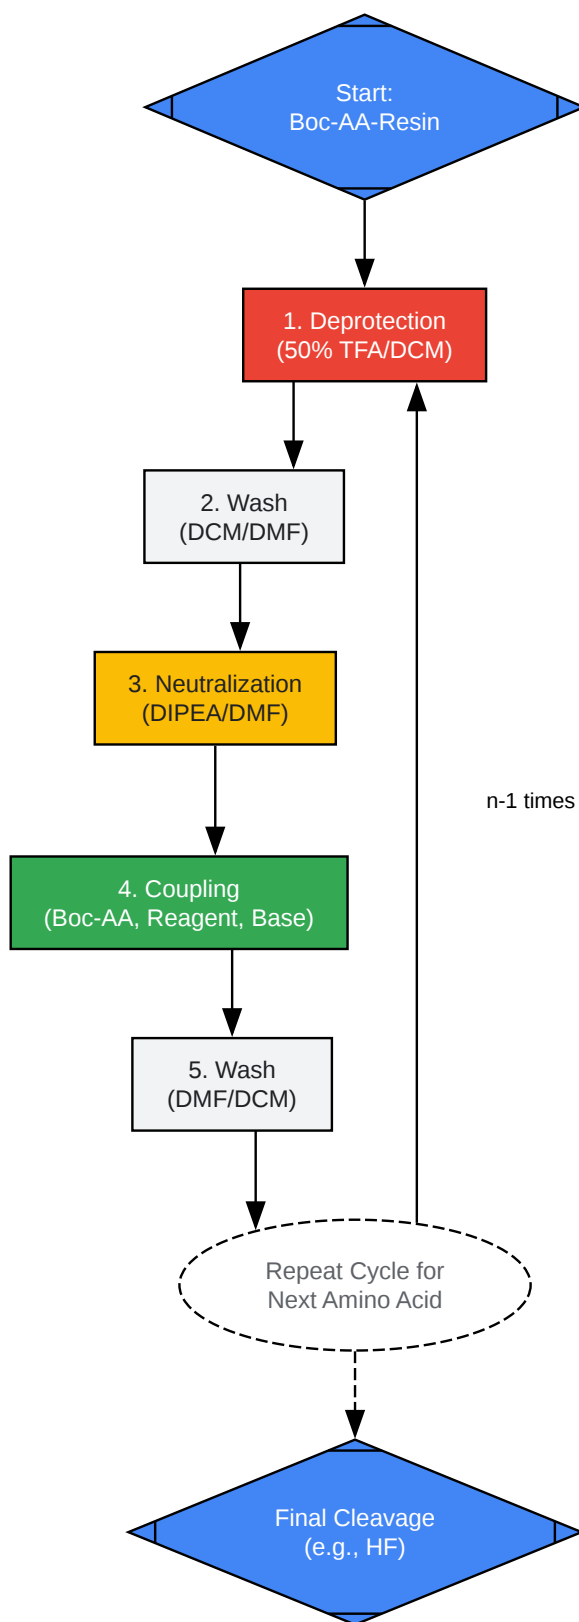 Start:
Boc-AA-Resin
1. Deprotection
(50% TFA/DCM)
2. Wash
(DCM/DMF)
3. Neutralization
(DIPEA/DMF)
n-1 times
4. Coupling
(Boc-AA, Reagent, Base)
5. Wash
(DMF/DCM)
Repeat Cycle for
Next Amino Acid
Final Cleavage
(e.g., HF)